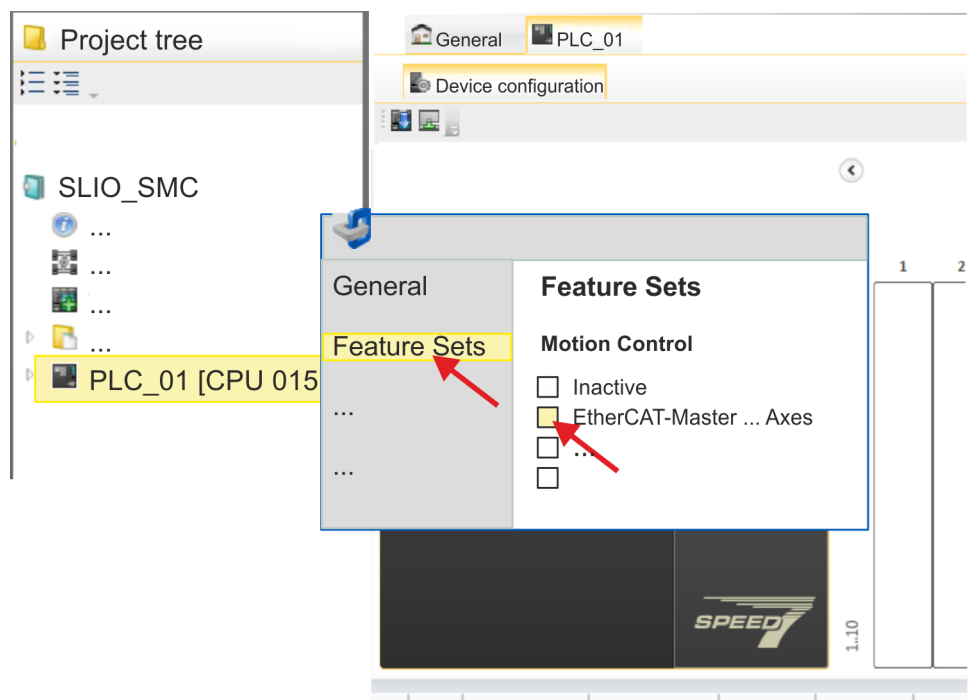 Project tree
SLIO_SMC
...
...
...
...
PLC_01 [CPU 015
General
PLC_01
Device configuration
General
Feature Sets
...
...
Feature Sets
Motion Control
Inactive
EtherCAT-Master ... Axes
...
1
2
SPEED7
1..10